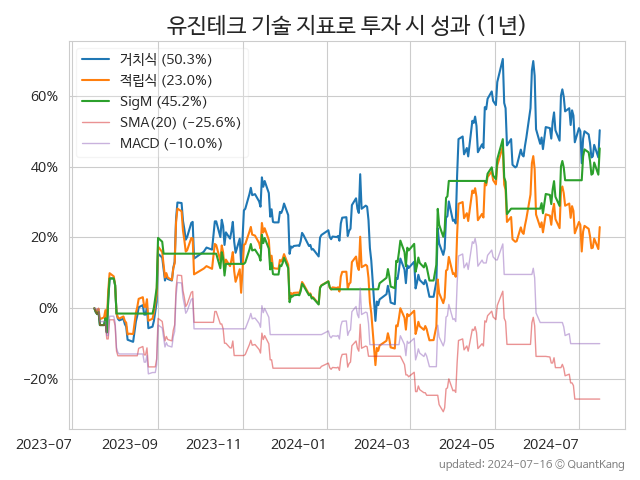 유진테크 기술 지표로 투자 시 성과 (1년)
거치식 (50.3%)
적립식 (23.0%)
SigM (45.2%)
SMA(20) (−25.6%)
MACD (−10.0%)
60%
40%
20%
0%
−20%
2023-07 2023-09 2023-11 2024-01 2024-03 2024-05 2024-07
updated: 2024-07-16 © QuantKang